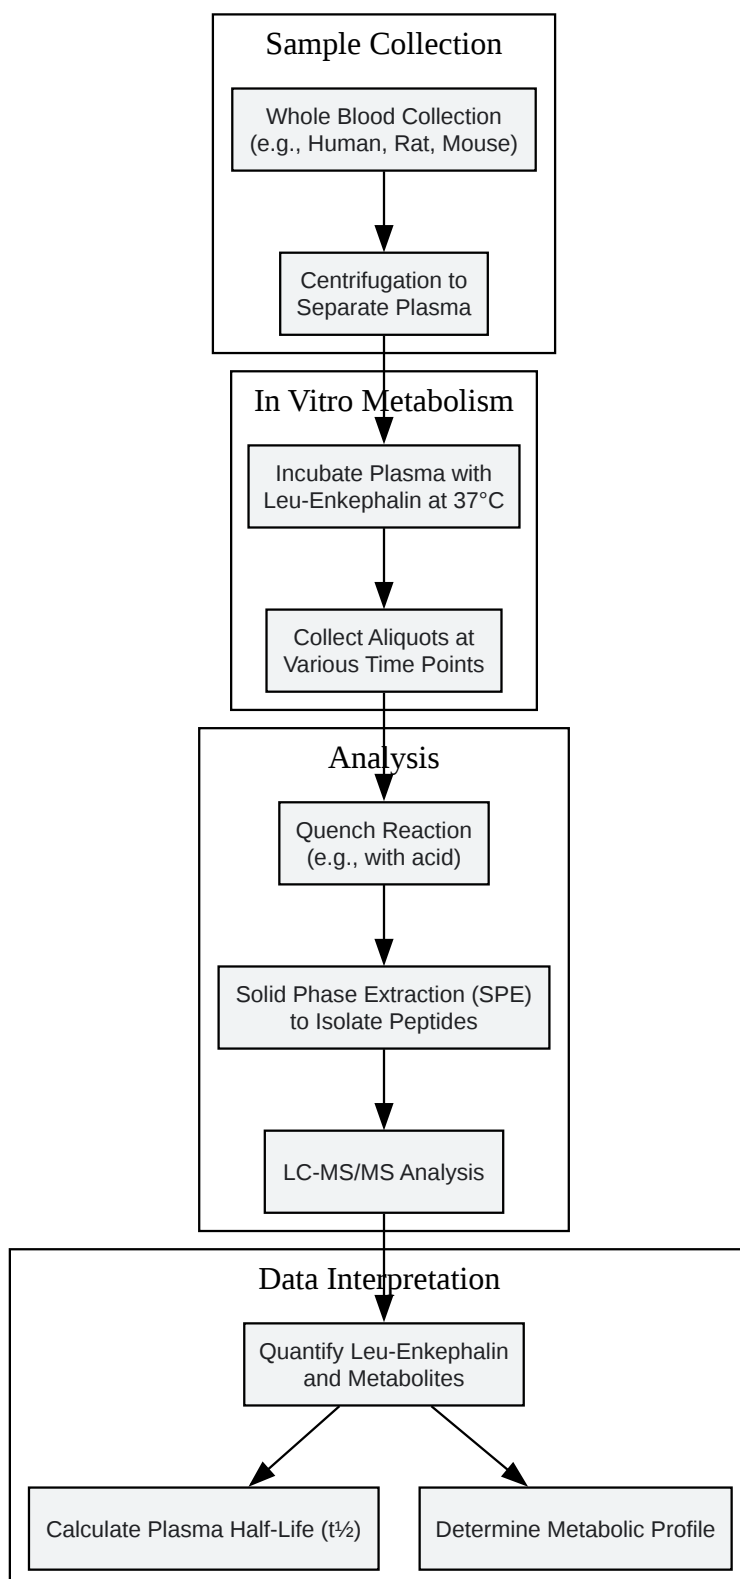 Sample Collection
Whole Blood Collection
(e.g., Human, Rat, Mouse)
Centrifugation to
Separate Plasma
In Vitro Metabolism
Incubate Plasma with
Leu-Enkephalin at 37°C
Collect Aliquots at
Various Time Points
Analysis
Quench Reaction
(e.g., with acid)
Solid Phase Extraction (SPE)
to Isolate Peptides
LC-MS/MS Analysis
Data Interpretation
Quantify Leu-Enkephalin
and Metabolites
Calculate Plasma Half-Life (t½)
Determine Metabolic Profile